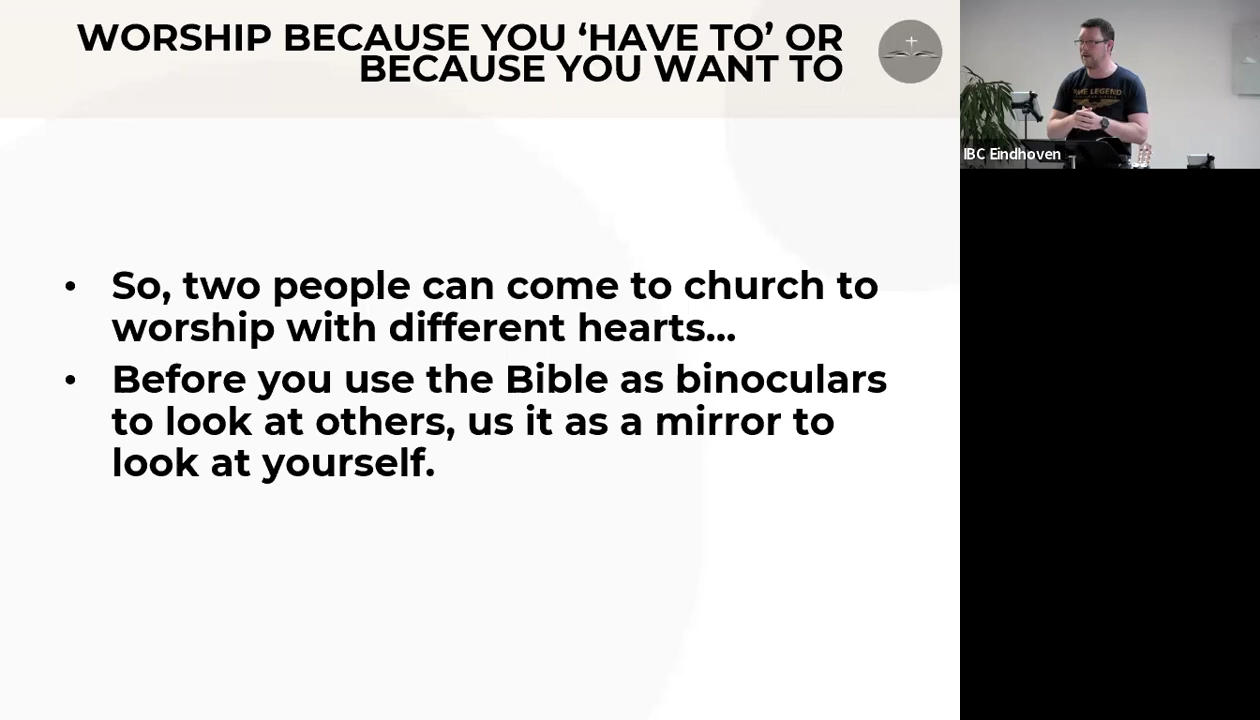 WORSHIP BECAUSE YOU ‘HAVE TO’ OR
BECAUSE YOU WANT TO
• So, two people can come to church to
worship with different hearts...
• Before you use the Bible as binoculars
to look at others, us it as a mirror to
look at yourself.
LEGEND
IBC Eindhoven